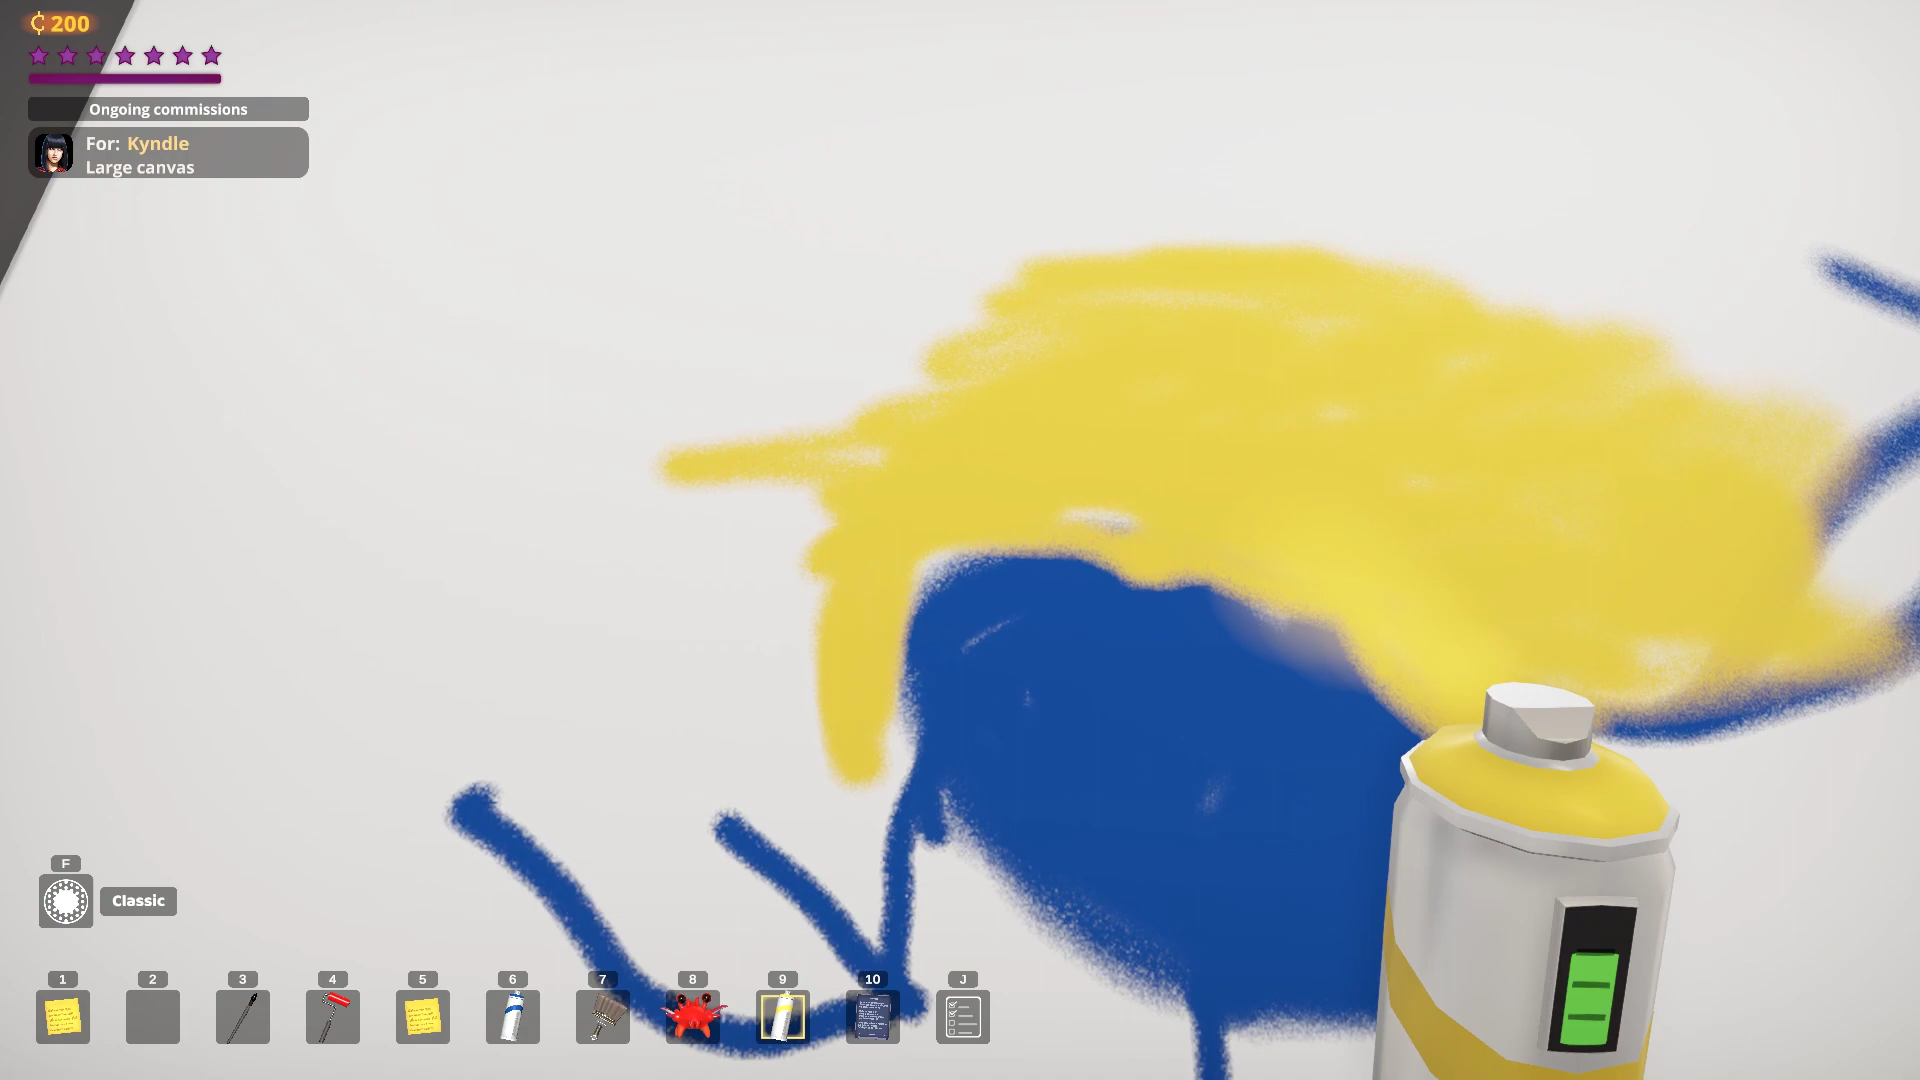 200
Ongoing commissions
For: Kyndle
Large canvas
F
Classic
1 2 3 4 5 6 7 8 9 10 J